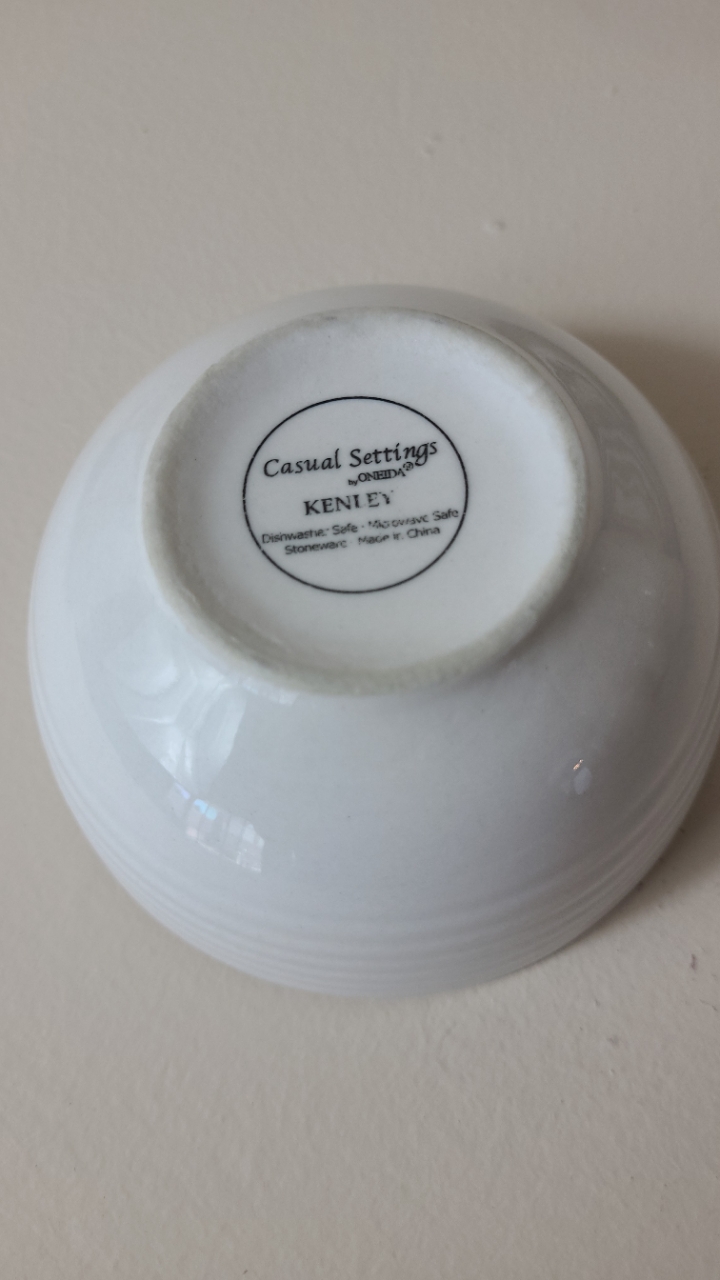 Casual Settings
by ONEIDA®
KENLEY
Dishwasher Safe · Microwave Safe
Stoneware · Made in China